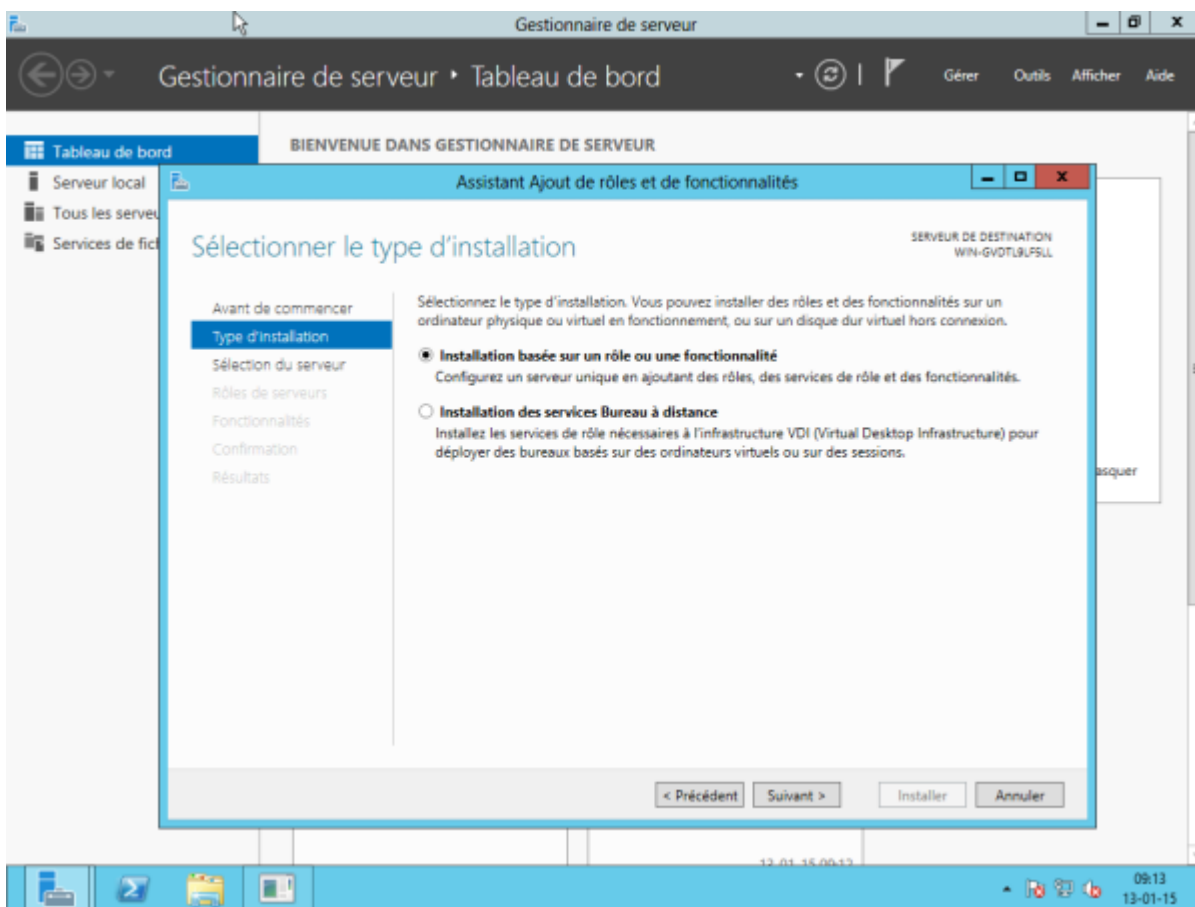 Gestionnaire de serveur
Gestionnaire de serveur • Tableau de bord
Gérer Outils Afficher Aide
Tableau de bord
Serveur local
Tous les serveu
Services de fich
BIENVENUE DANS GESTIONNAIRE DE SERVEUR
Assistant Ajout de rôles et de fonctionnalités
Sélectionner le type d'installation
SERVEUR DE DESTINATION
Avant de commencer
Type d'installation
Sélection du serveur
Rôles de serveurs
Fonctionnalités
Confirmation
Résultats
Sélectionnez le type d'installation. Vous pouvez installer des rôles et des fonctionnalités sur un
ordinateur physique ou virtuel en fonctionnement, ou sur un disque dur virtuel hors connexion.
Installation basée sur un rôle ou une fonctionnalité
Configurez un serveur unique en ajoutant des rôles, des services de rôle et des fonctionnalités.
Installation des services Bureau à distance
Installez les services de rôle nécessaires à l'infrastructure VDI (Virtual Desktop Infrastructure) pour
déployer des bureaux basés sur des ordinateurs virtuels ou sur des sessions.
asquer
< Précédent Suivant > Installer Annuler
13-01-15 09:12
09:13
13-01-15